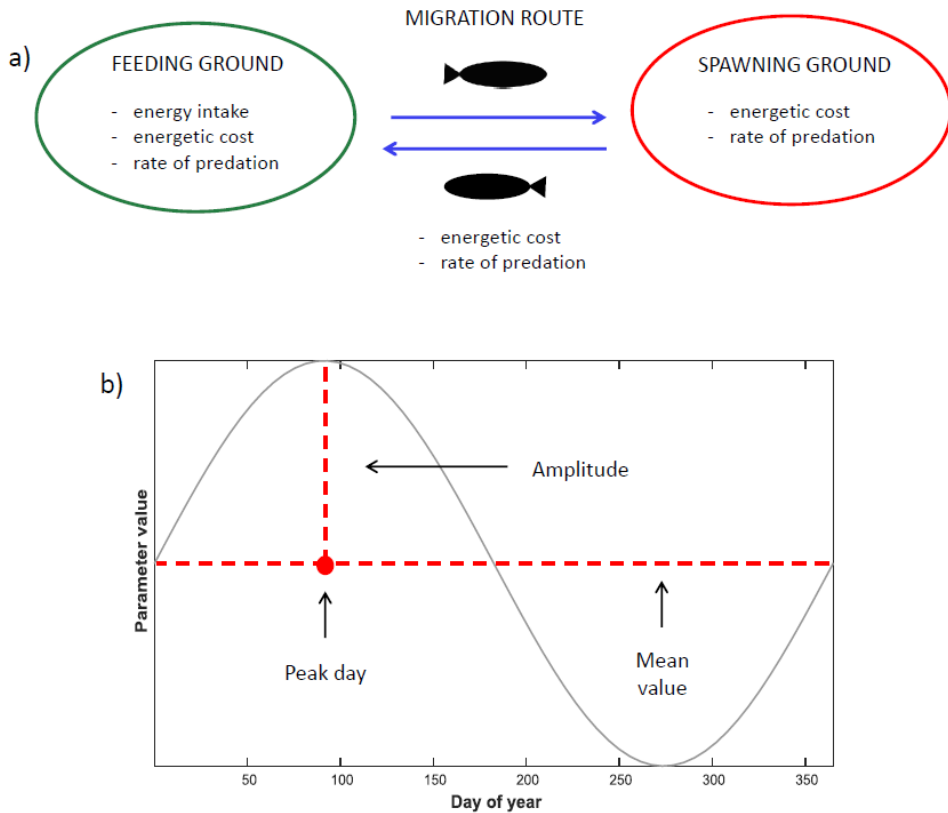 a)
MIGRATION ROUTE
FEEDING GROUND
- energy intake
- energetic cost
- rate of predation
SPAWNING GROUND
- energetic cost
- rate of predation
- energetic cost
- rate of predation
b)
Parameter value
Amplitude
Peak day
Mean
value
50 100 150 200 250 300 350
Day of year